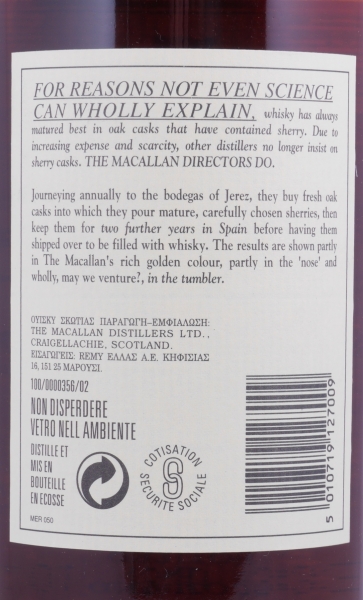 FOR REASONS NOT EVEN SCIENCE
CAN WHOLLY EXPLAIN, whisky has always
matured best in oak casks that have contained sherry. Due to
increasing expense and scarcity, other distillers no longer insist on
sherry casks. THE MACALLAN DIRECTORS DO.
Journeying annually to the bodegas of Jerez, they buy fresh oak
casks into which they pour mature, carefully chosen sherries, then
keep them for two further years in Spain before having them
shipped over to be filled with whisky. The results are shown partly
in The Macallan's rich golden colour, partly in the 'nose' and
wholly, may we venture?, in the tumbler.
ΟΥΙΣΚΥ ΣΚΩΤΙΑΣ ΠΑΡΑΓΩΓΗ-ΕΜΦΙΑΛΩΣΗ:
THE MACALLAN DISTILLERS LTD.,
CRAIGELLACHIE, SCOTLAND.
ΕΙΣΑΓΩΓΕΙΣ: REMY ΕΛΛΑΣ Α.Ε. ΚΗΦΙΣΙΑΣ
16, 151 25 ΜΑΡΟΥΣΙ.
100/0000356/02
NON DISPERDERE
VETRO NELL AMBIENTE
DISTILLE ET
MIS EN
BOUTEILLE
EN ECOSSE
COTISATION
SECURITE SOCIALE
MER 050
5 010719 127009